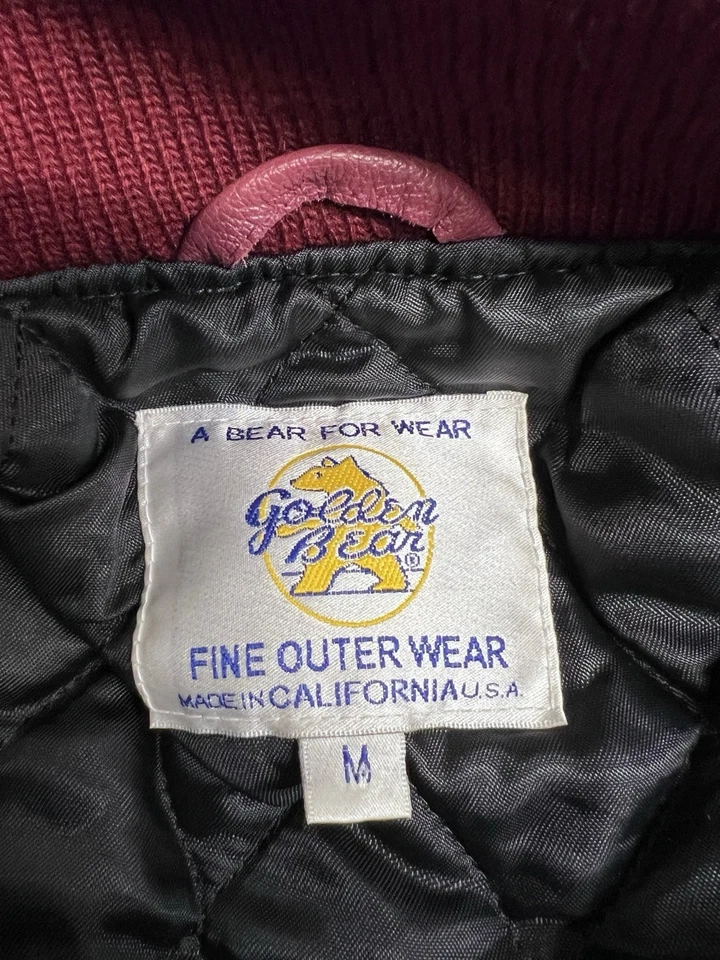 A BEAR FOR WEAR
Golden
Bear®
FINE OUTER WEAR
MADE IN CALIFORNIA U.S.A.
M